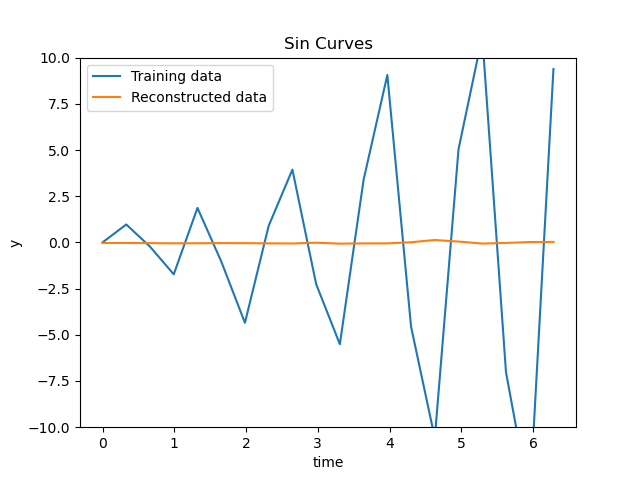 Sin Curves
Training data
Reconstructed data
10.0
7.5
5.0
2.5
0.0
−2.5
−5.0
−7.5
−10.0
y
0 1 2 3 4 5 6
time